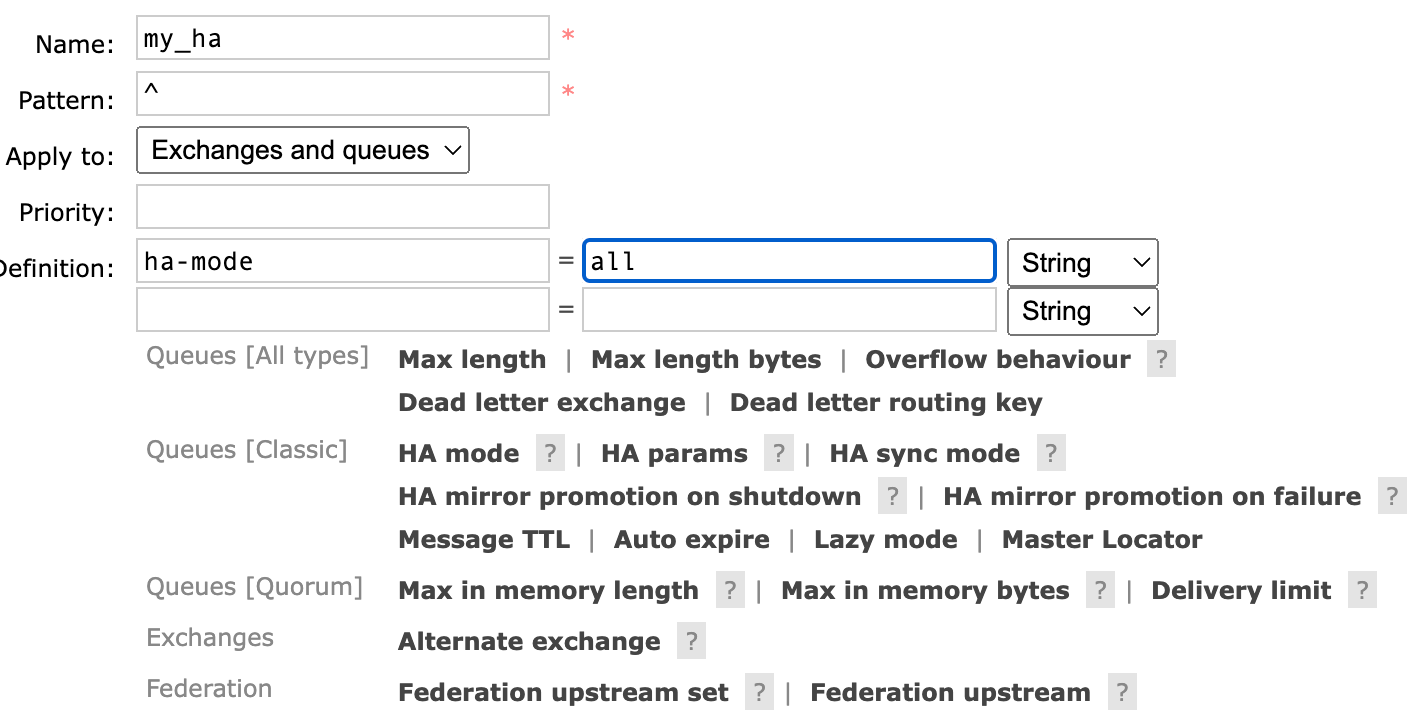 Name: my_ha *
Pattern: ^ *
Apply to: Exchanges and queues
Priority:
Definition: ha-mode = all String
= String
Queues [All types] Max length | Max length bytes | Overflow behaviour ?
Dead letter exchange | Dead letter routing key
Queues [Classic] HA mode ? | HA params ? | HA sync mode ?
HA mirror promotion on shutdown ? | HA mirror promotion on failure ?
Message TTL | Auto expire | Lazy mode | Master Locator
Queues [Quorum] Max in memory length ? | Max in memory bytes ? | Delivery limit ?
Exchanges Alternate exchange ?
Federation Federation upstream set ? | Federation upstream ?